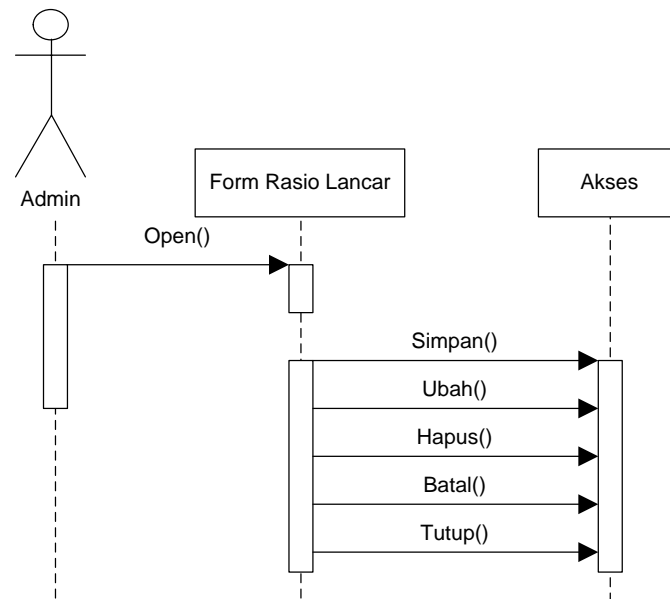 Admin
Form Rasio Lancar
Akses
Open()
Simpan()
Ubah()
Hapus()
Batal()
Tutup()